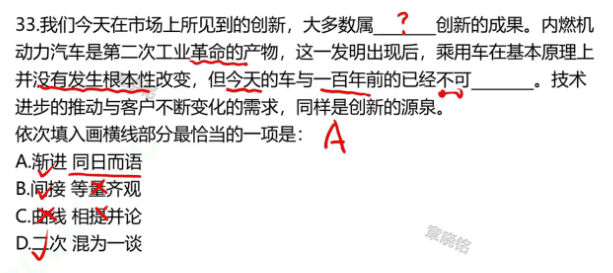 33.我们今天在市场上所见到的创新，大多数属____?____创新的成果。内燃机
动力汽车是第二次工业革命的产物，这一发明出现后，乘用车在基本原理上
并没有发生根本性改变，但今天的车与一百年前的已经不可________。技术
进步的推动与客户不断变化的需求，同样是创新的源泉。
依次填入画横线部分最恰当的一项是： A
A.渐进 同日而语
B.间接 等量齐观
C.曲线 相提并论
D.二次 混为一谈
章晓铭